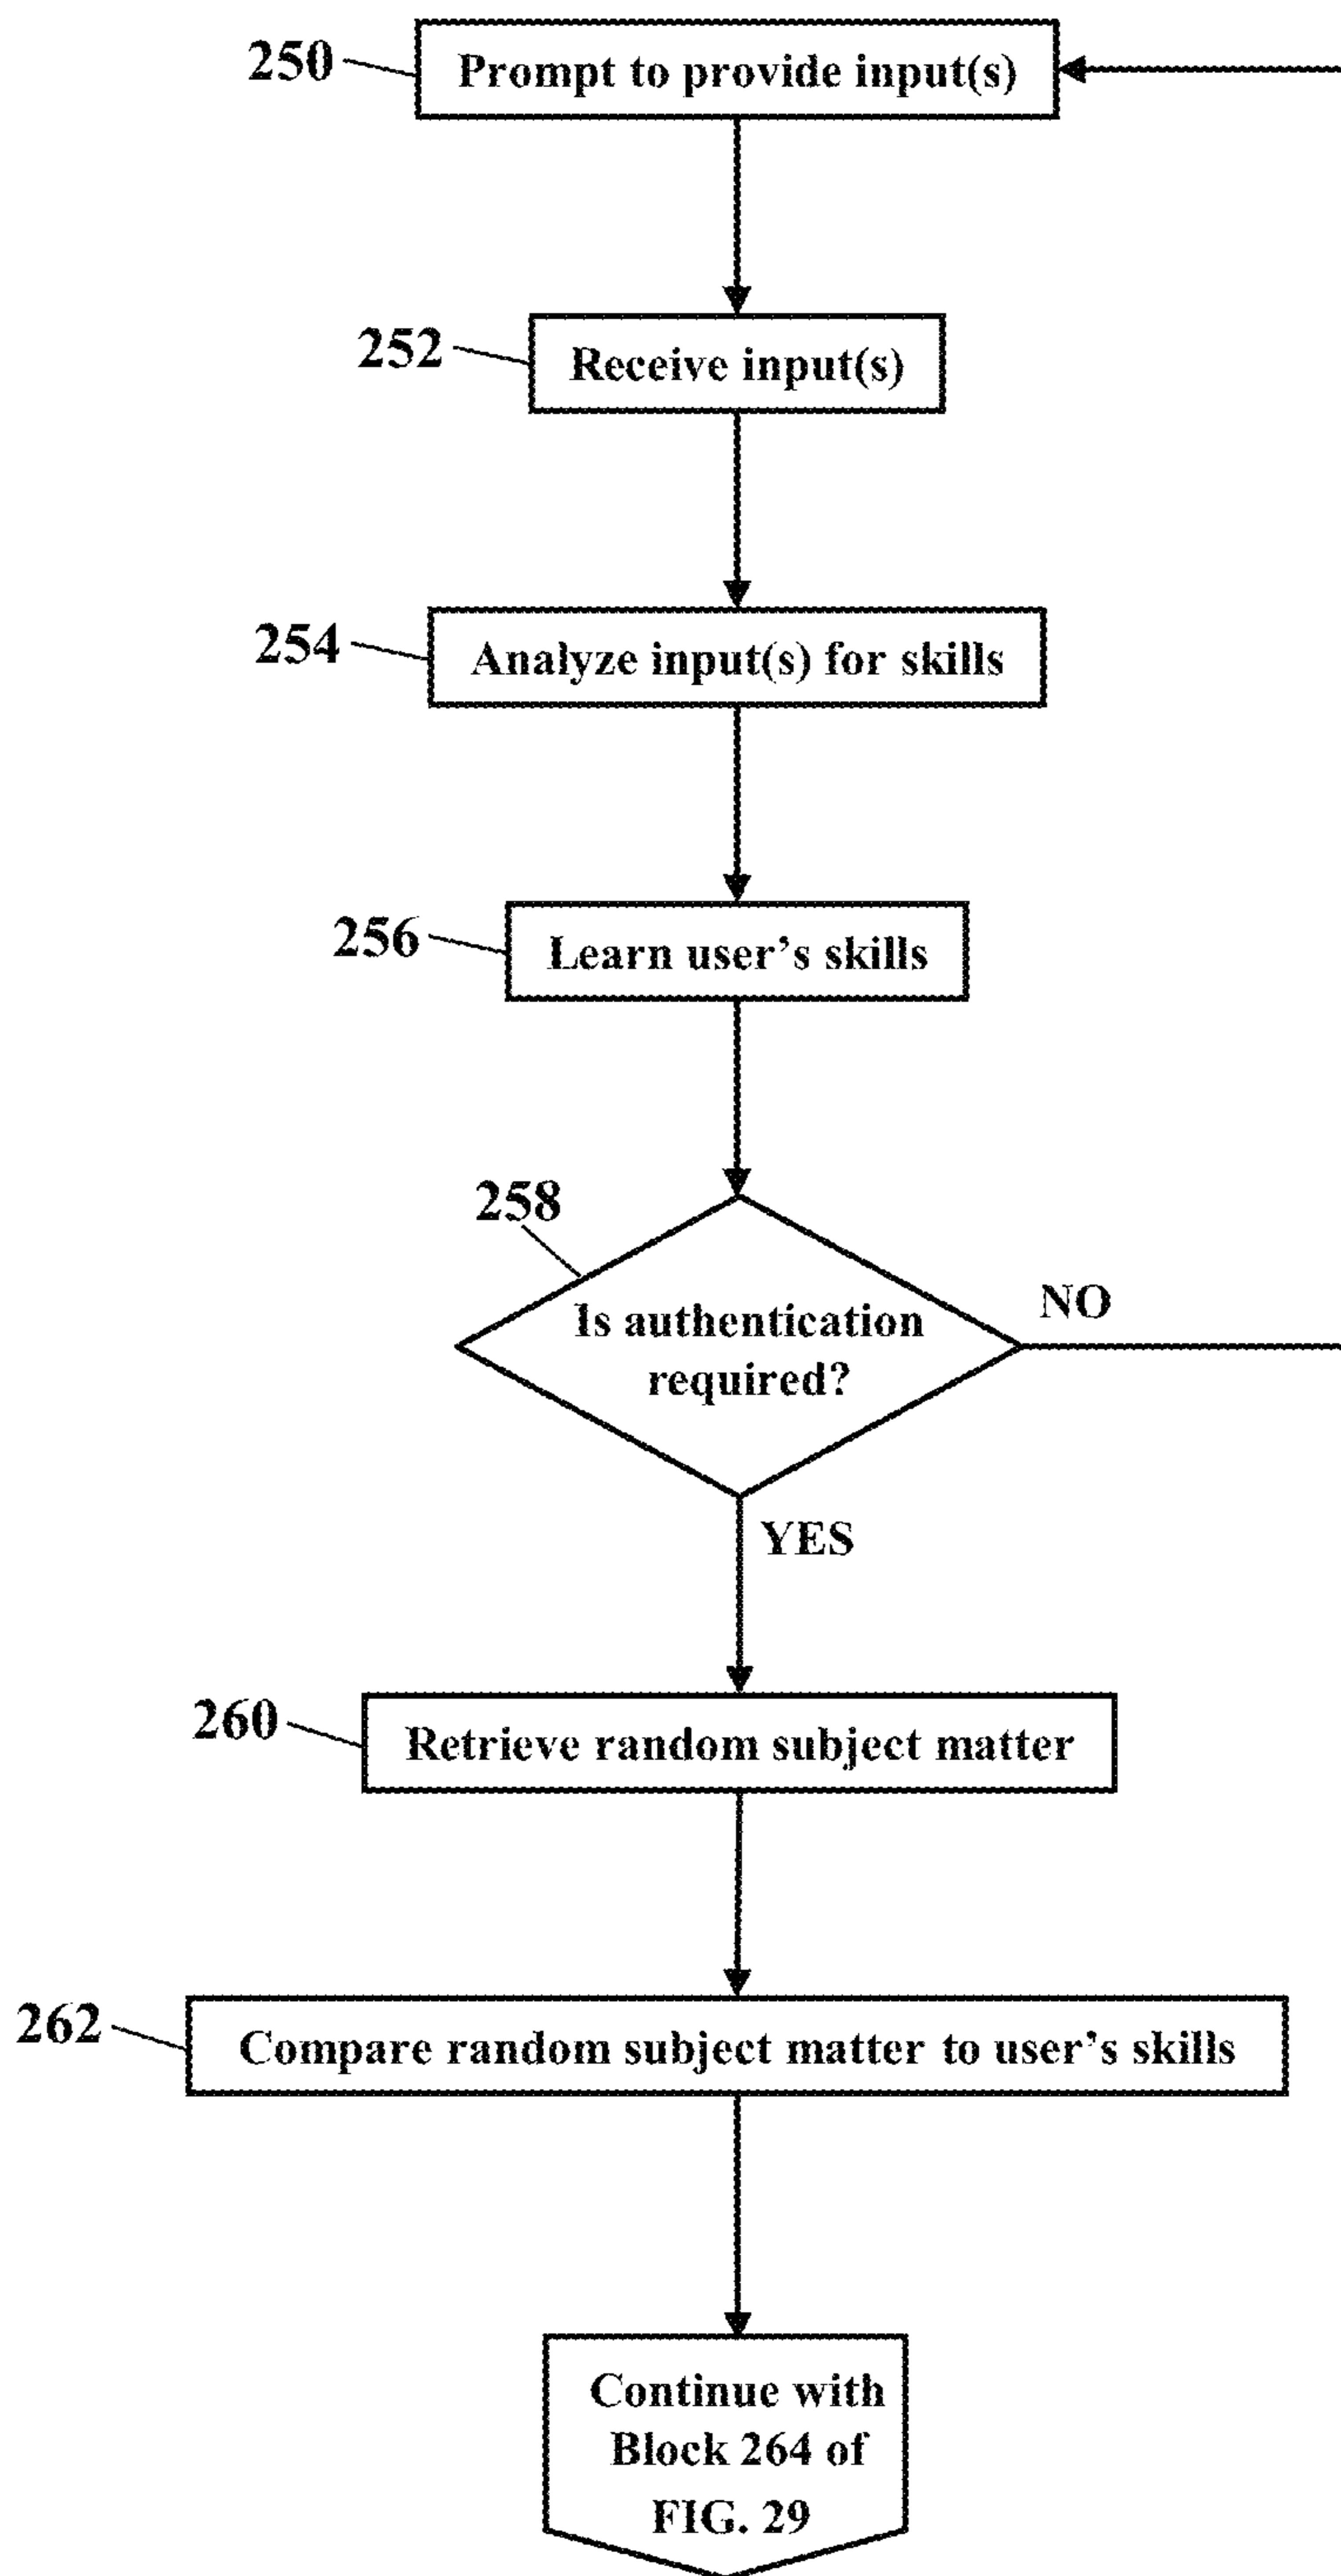 250
Prompt to provide input(s)
252
Receive input(s)
254
Analyze input(s) for skills
256
Learn user’s skills
258
Is authentication
required?
NO
YES
260
Retrieve random subject matter
262
Compare random subject matter to user’s skills
Continue with
Block 264 of
FIG. 29